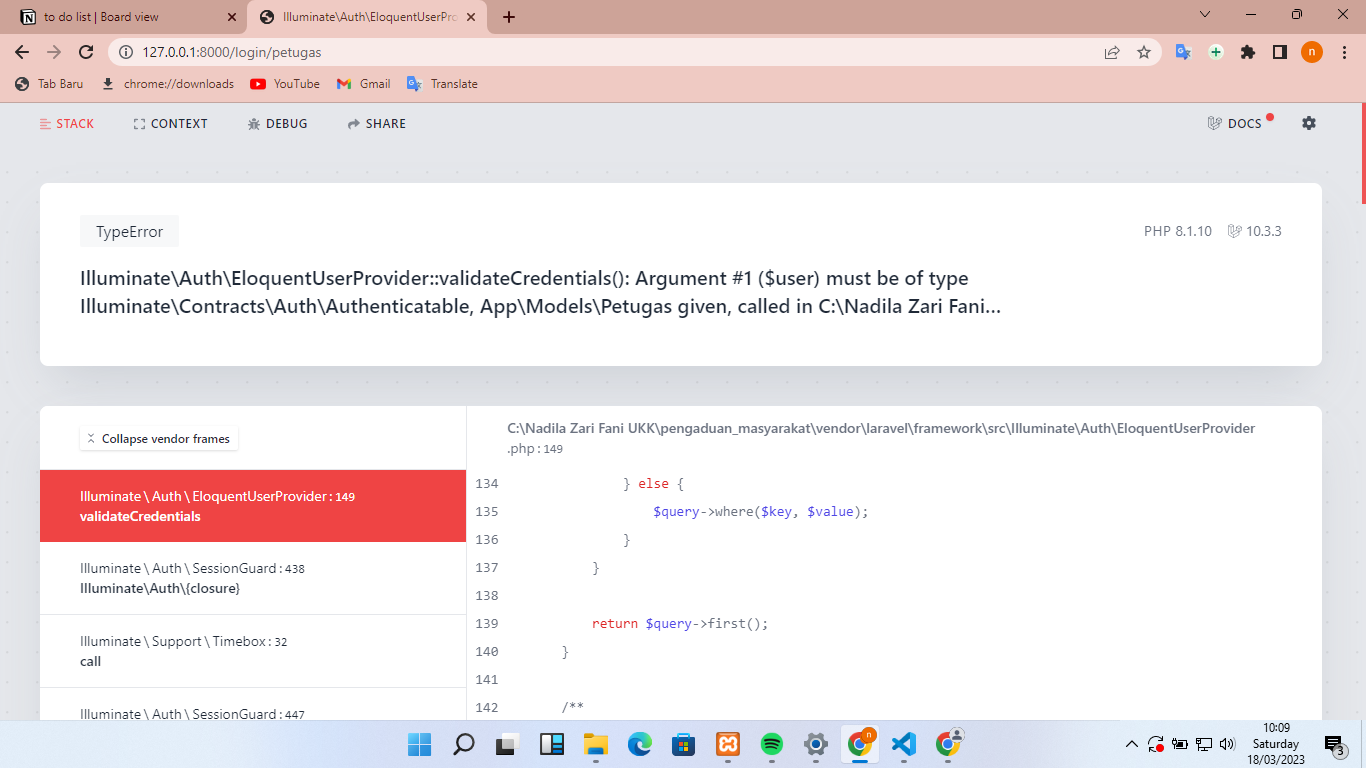 to do list | Board view
Illuminate\Auth\EloquentUserPro
127.0.0.1:8000/login/petugas
n
Tab Baru
chrome://downloads
YouTube
Gmail
Translate
STACK
CONTEXT
DEBUG
SHARE
DOCS
TypeError
PHP 8.1.10
10.3.3
Illuminate\Auth\EloquentUserProvider::validateCredentials(): Argument #1 ($user) must be of type
Illuminate\Contracts\Auth\Authenticatable, App\Models\Petugas given, called in C:\Nadila Zari Fani...
Collapse vendor frames
Illuminate \ Auth \ EloquentUserProvider : 149
validateCredentials
Illuminate \ Auth \ SessionGuard : 438
Illuminate\Auth\{closure}
Illuminate \ Support \ Timebox : 32
call
Illuminate \ Auth \ SessionGuard : 447
C:\Nadila Zari Fani UKK\pengaduan_masyarakat\vendor\laravel\framework\src\Illuminate\Auth\EloquentUserProvider
.php : 149
134 } else {
135 $query->where($key, $value);
136 }
137 }
138
139 return $query->first();
140 }
141
142 /**
n
10:09
Saturday
18/03/2023
3